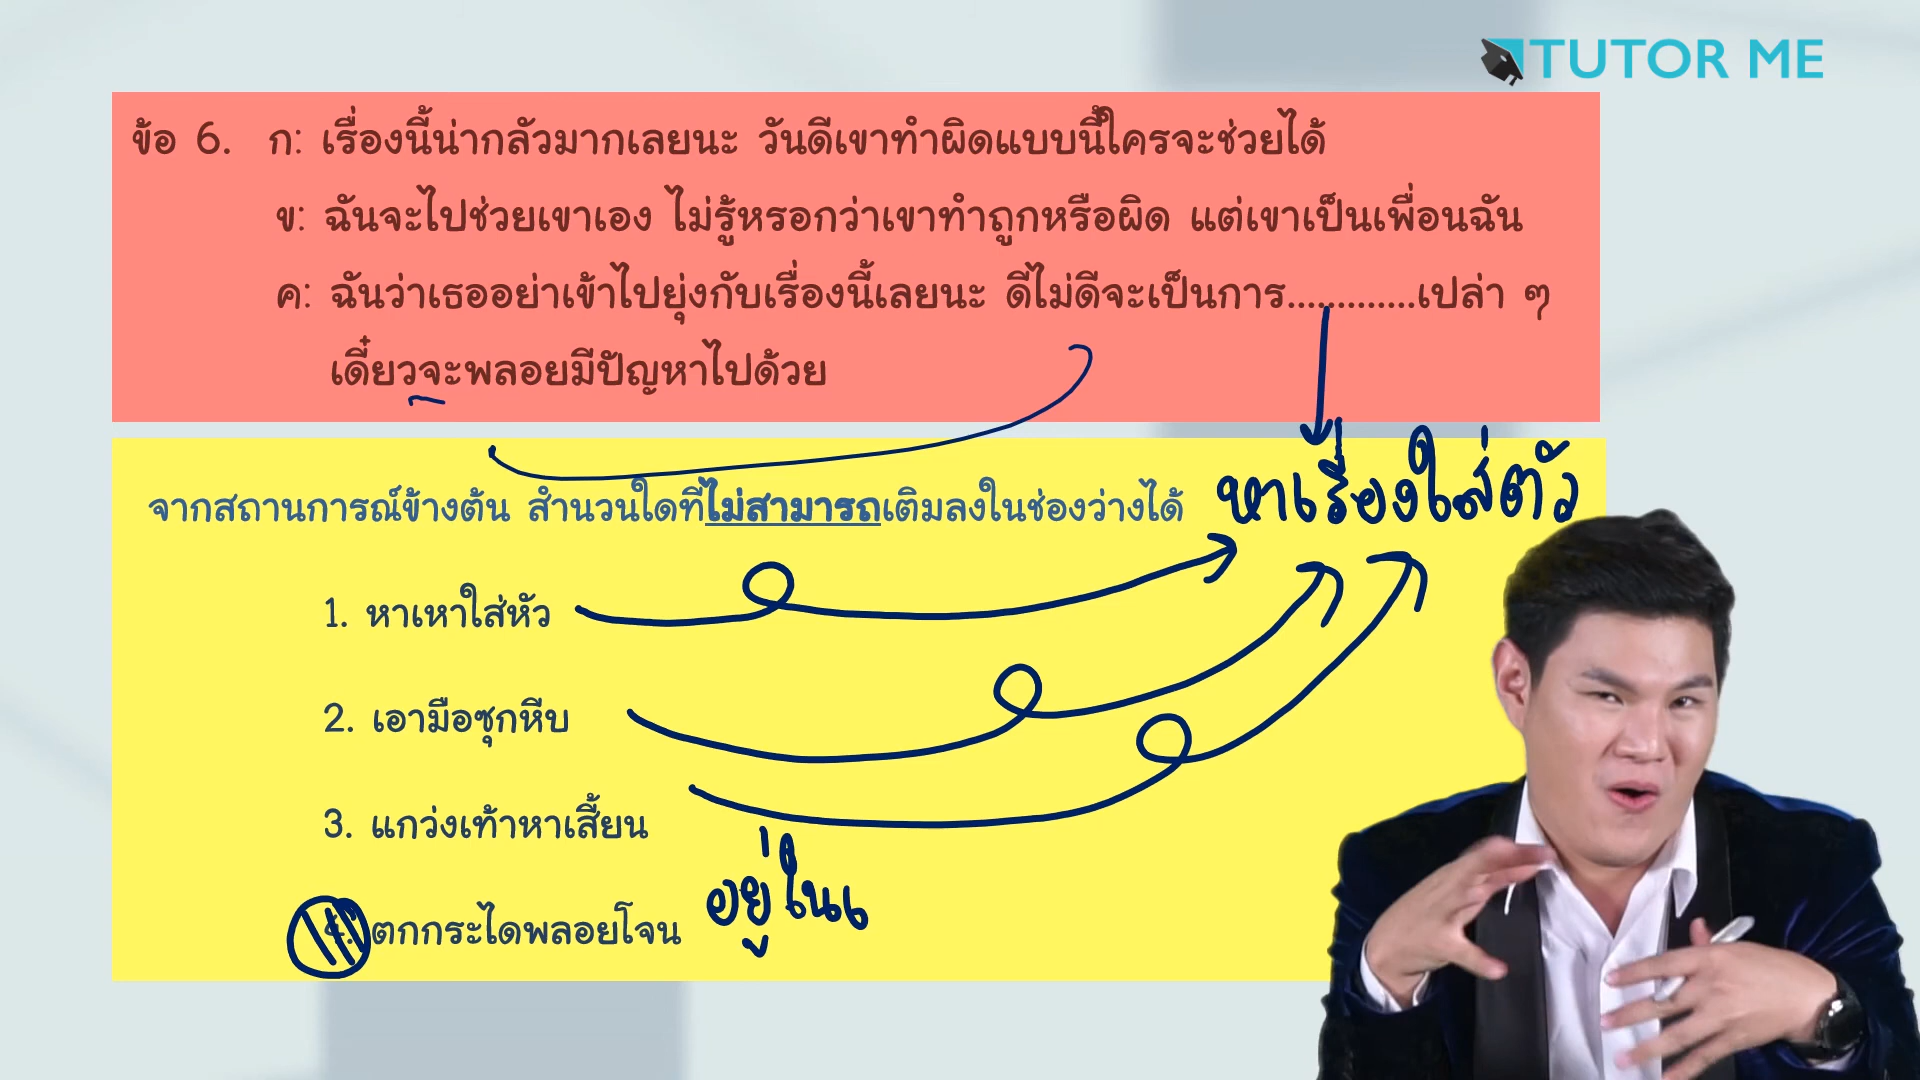 TUTOR ME
ข้อ 6. ก: เรื่องนี้น่ากลัวมากเลยนะ วันดีเขาทำผิดแบบนี้ใครจะช่วยได้
ข: ฉันจะไปช่วยเขาเอง ไม่รู้หรอกว่าเขาทำถูกหรือผิด แต่เขาเป็นเพื่อนฉัน
ค: ฉันว่าเธออย่าเข้าไปยุ่งกับเรื่องนี้เลยนะ ดีไม่ดีจะเป็นการ.............เปล่า ๆ
เดี๋ยวจะพลอยมีปัญหาไปด้วย
จากสถานการณ์ข้างต้น สำนวนใดที่ไม่สามารถเติมลงในช่องว่างได้ หาเรื่องใส่ตัว
1. หาเหาใส่หัว
2. เอามือซุกหีบ
3. แกว่งเท้าหาเสี้ยน
4. ตกกระไดพลอยโจน อยู่ในเ